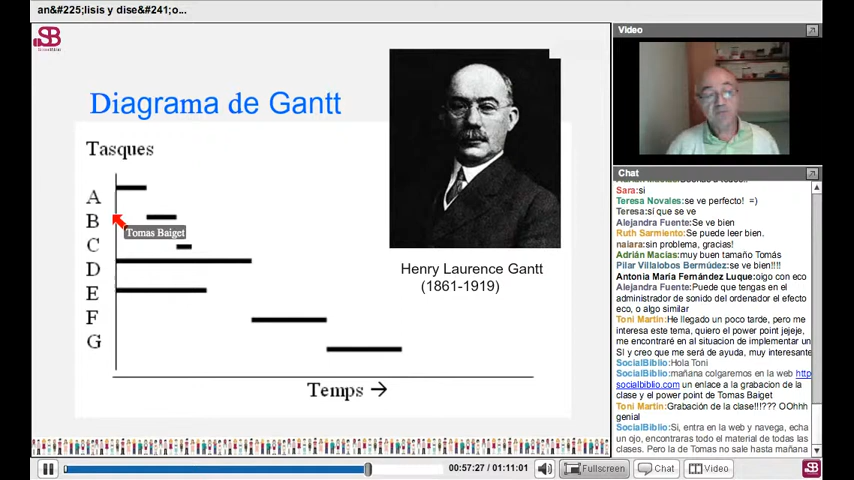 an&#225;lisis y dise&#241;o...
SB
Diagrama de Gantt
Tasques
A
B
Tomas Baiget
C
D
E
F
G
Temps →
Henry Laurence Gantt
(1861-1919)
Video
Chat
Sara:si
Teresa Novales:se ve perfecto! =)
Teresa:sí que se ve
Alejandra Fuente:Se ve bien
Ruth Sarmiento:Se puede leer bien.
naiara:sin problema, gracias!
Adrián Macías:muy buen tamaño Tomás
Pilar Villalobos Bermúdez:se ve bien!!!!
Antonia María Fernández Luque:oigo con eco
Alejandra Fuente:Puede que tengas en el
administrador de sonido del ordenador el efecto
eco, o algo similar
Toni Martin:He llegado un poco tarde, pero me
interesa este tema, quiero el power point jejeje,
me encontraré en al situacion de implementar un
SI y creo que me será de ayuda, muy interesante
SocialBiblio:Hola Toni
SocialBiblio:mañana colgaremos en la web http
socialbiblio.com un enlace a la grabacion de la
clase y el power point de Tomas Baiget
Toni Martin:Grabación de la clase!!!??? OOhhh
genial
SocialBiblio:Si, entra en la web y navega, echa
un ojo, encontraras todo el material de todas las
clases. Pero la de Tomas no sale hasta mañana
00:57:27 / 01:11:01
Fullscreen
Chat
Video
SB